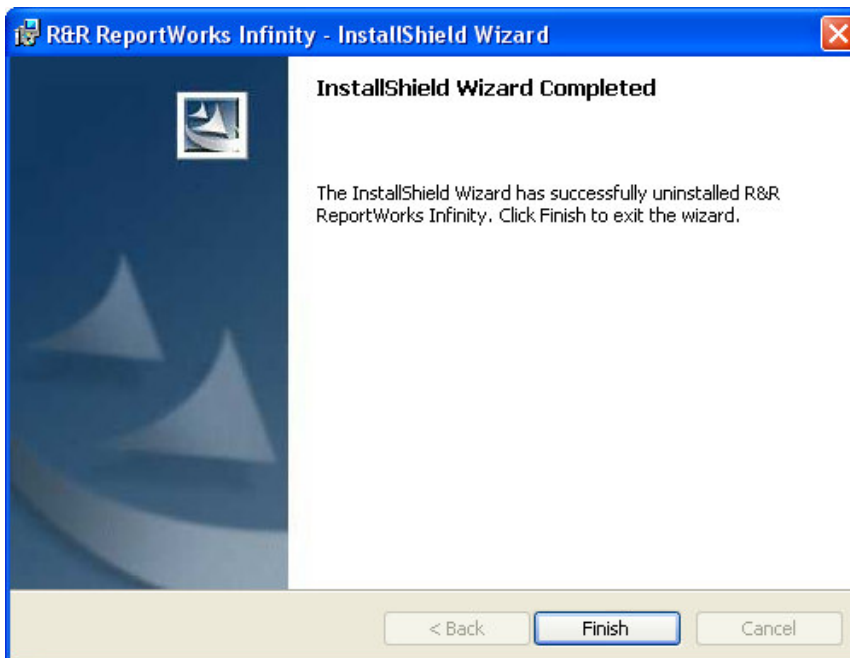 R&R ReportWorks Infinity - InstallShield Wizard
InstallShield Wizard Completed
The InstallShield Wizard has successfully uninstalled R&R
ReportWorks Infinity. Click Finish to exit the wizard.
< Back
Finish
Cancel